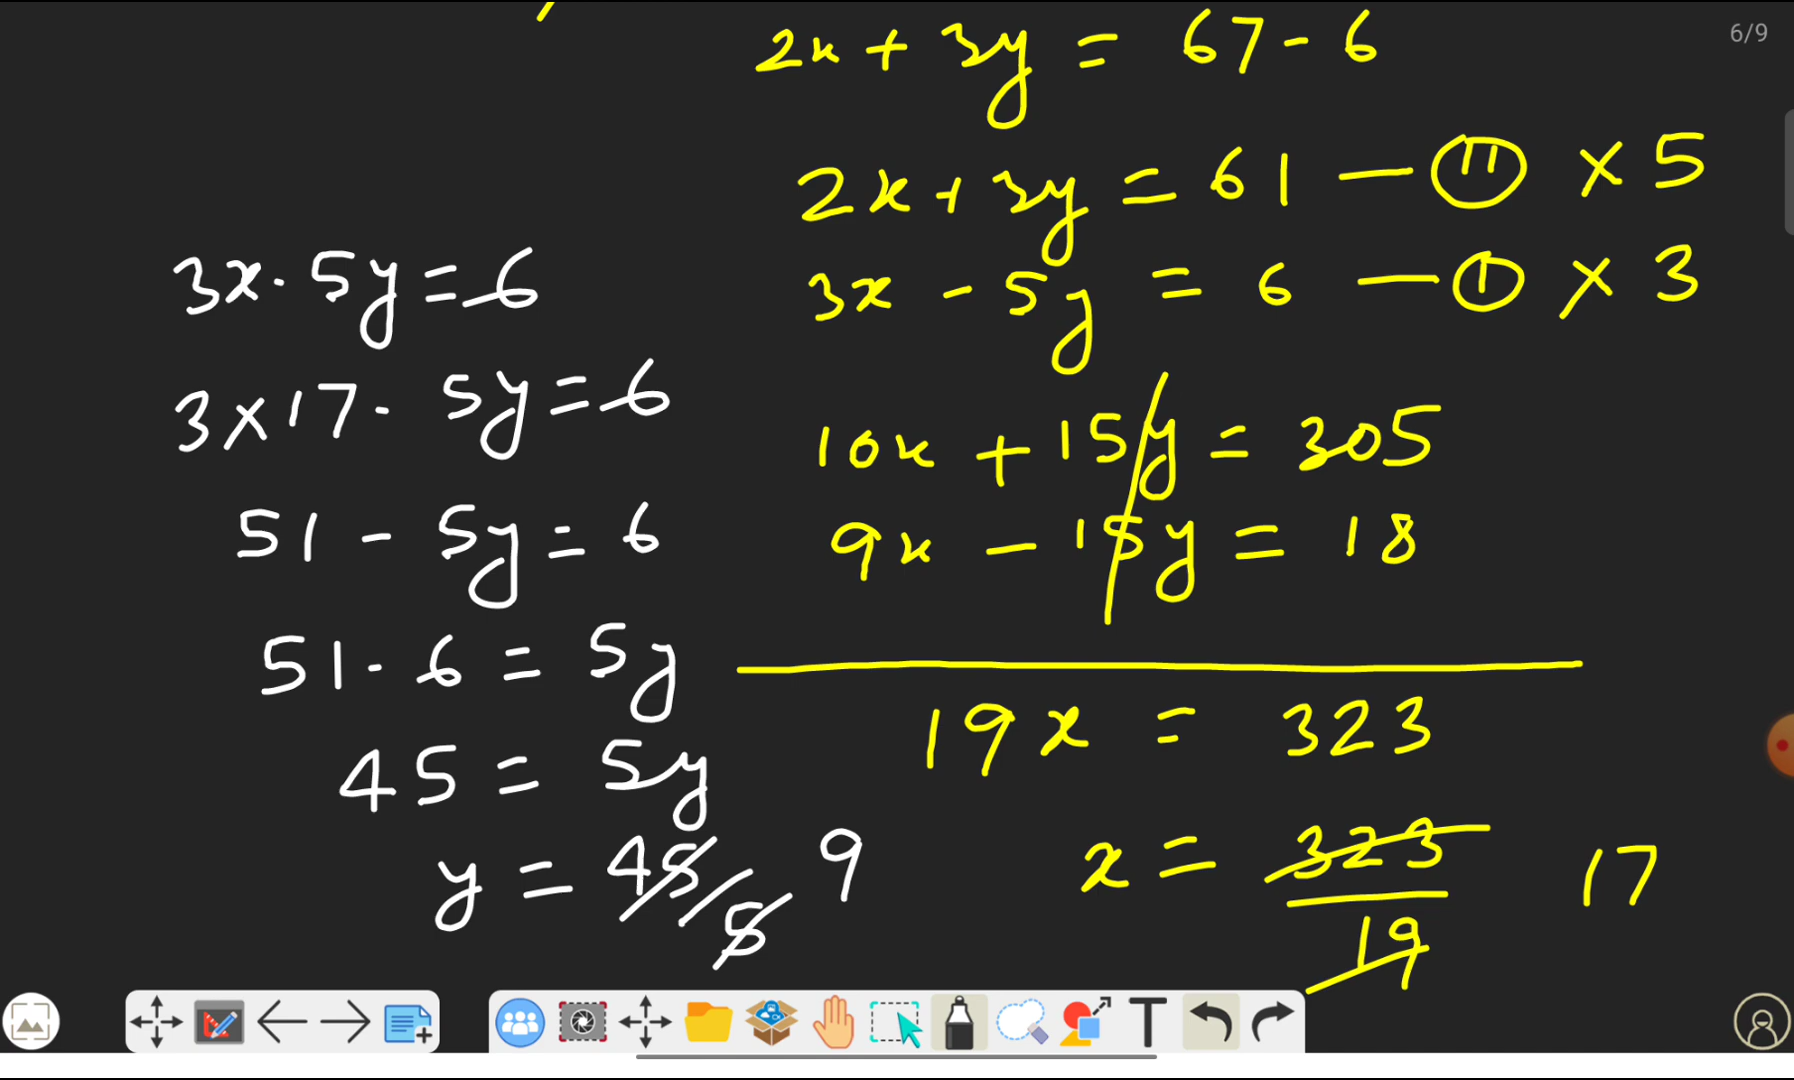 6/9
2x + 3y = 67 - 6
2x + 3y = 61 — (11) × 5
3x - 5y = 6 — (1) × 3
10x + 15y = 305
9x - 15y = 18
19x = 323
x = 323/19 17
3x - 5y = 6
3×17 - 5y = 6
51 - 5y = 6
51 - 6 = 5y
45 = 5y
y = 45/5 9
T